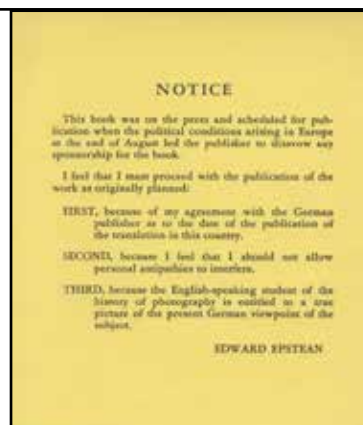 NOTICE
This book was on the press and scheduled for pub-
lication when the political conditions arising in Europe
at the end of August led the publisher to disavow any
sponsorship for the book.
I feel that I must proceed with the publication of the
work as originally planned:
FIRST, because of my agreement with the German
publisher as to the date of the publication of
the translation in this country.
SECOND, because I feel that I should not allow
personal antipathies to interfere.
THIRD, because the English-speaking student of the
history of photography is entitled to a true
picture of the present German viewpoint of the
subject.
EDWARD EPSTEAN